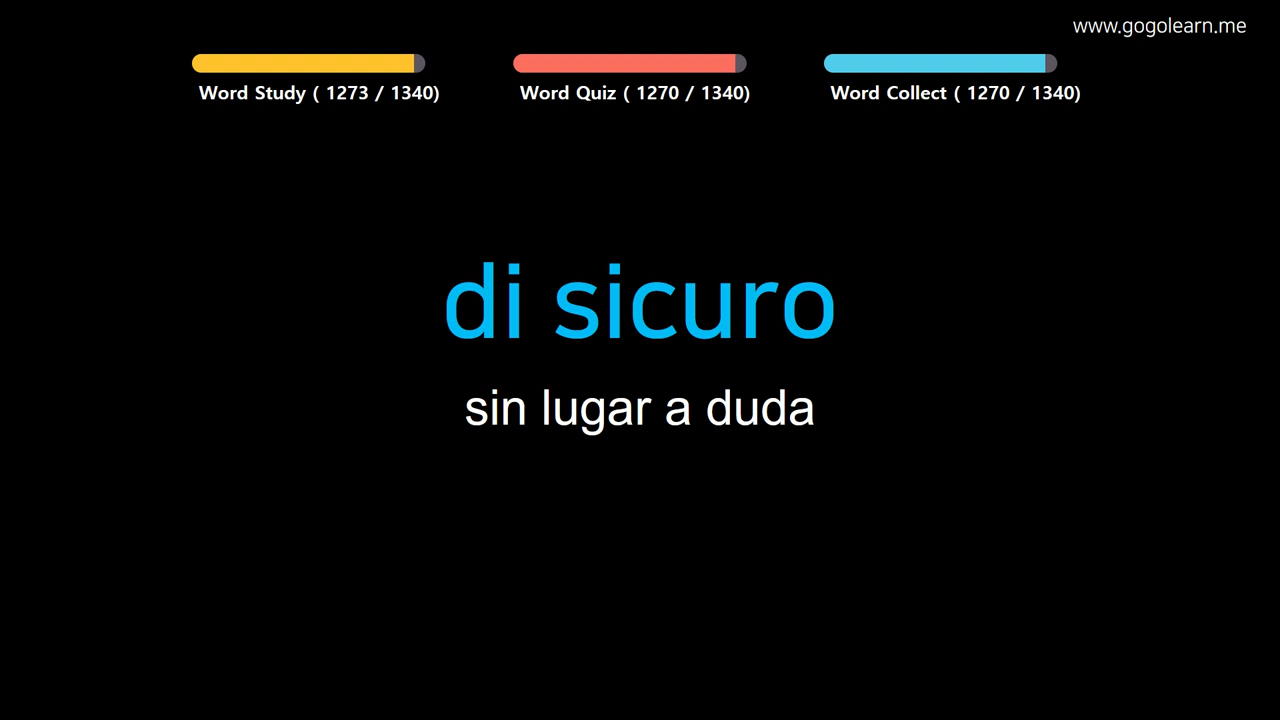 www.gogolearn.me
Word Study ( 1273 / 1340)
Word Quiz ( 1270 / 1340)
Word Collect ( 1270 / 1340)
di sicuro
sin lugar a duda